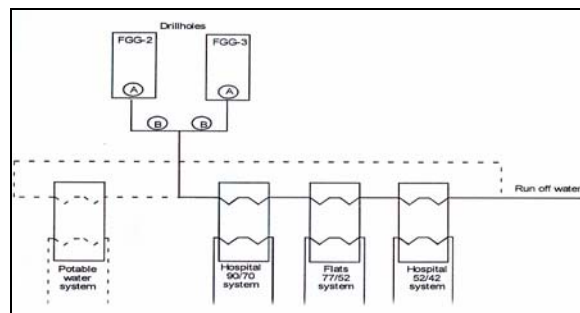 Drillholes
FGG-2
FGG-3
A
A
B
B
Run off water
Potable
water
system
Hospital
90/70
system
Flats
77/52
system
Hospital
52/42
system